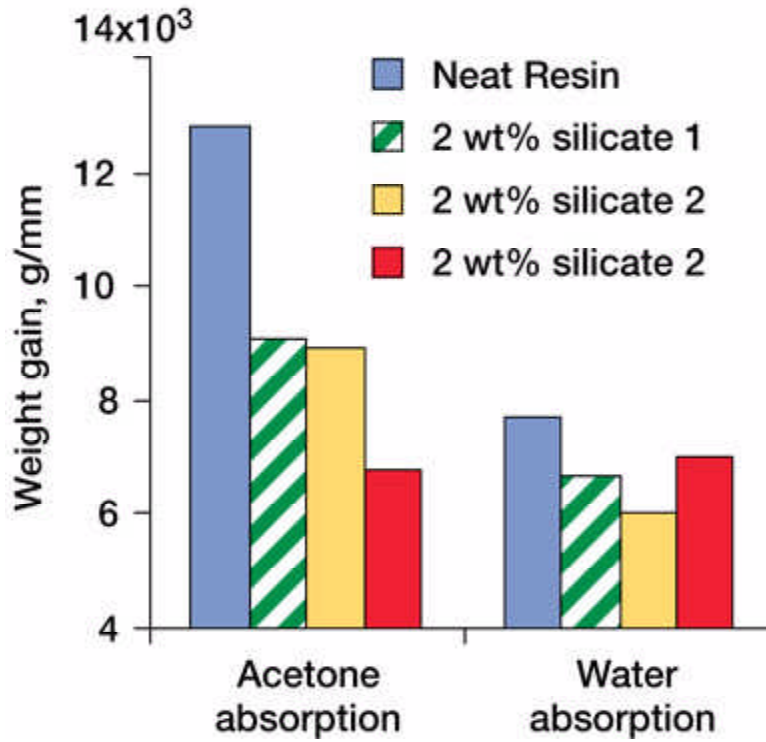 14x10³
12
10
8
6
4
Weight gain, g/mm
Neat Resin
2 wt% silicate 1
2 wt% silicate 2
2 wt% silicate 2
Acetone
absorption
Water
absorption